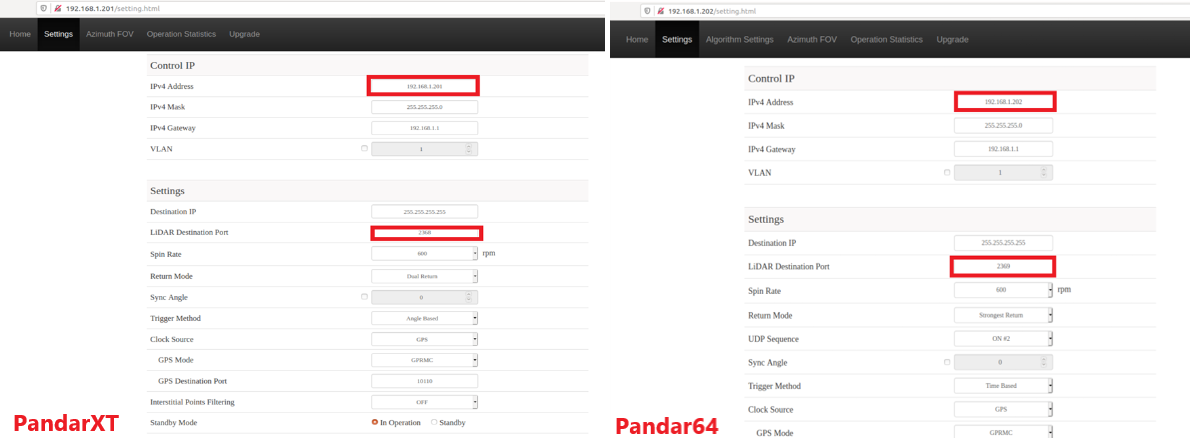 192.168.1.201/setting.html
Home Settings Azimuth FOV Operation Statistics Upgrade
Control IP
IPv4 Address 192.168.1.201
IPv4 Mask 255.255.255.0
IPv4 Gateway 192.168.1.1
VLAN 1
Settings
Destination IP 255.255.255.255
LiDAR Destination Port 2368
Spin Rate 600 rpm
Return Mode Dual Return
Sync Angle 0
Trigger Method Angle Based
Clock Source GPS
GPS Mode GPRMC
GPS Destination Port 10110
Interstitial Points Filtering OFF
Standby Mode In Operation Standby
PandarXT
192.168.1.202/setting.html
Home Settings Algorithm Settings Azimuth FOV Operation Statistics Upgrade
Control IP
IPv4 Address 192.168.1.202
IPv4 Mask 255.255.255.0
IPv4 Gateway 192.168.1.1
VLAN 1
Settings
Destination IP 255.255.255.255
LiDAR Destination Port 2369
Spin Rate 600 rpm
Return Mode Strongest Return
UDP Sequence ON #2
Sync Angle 0
Trigger Method Time Based
Clock Source GPS
GPS Mode GPRMC
Pandar64